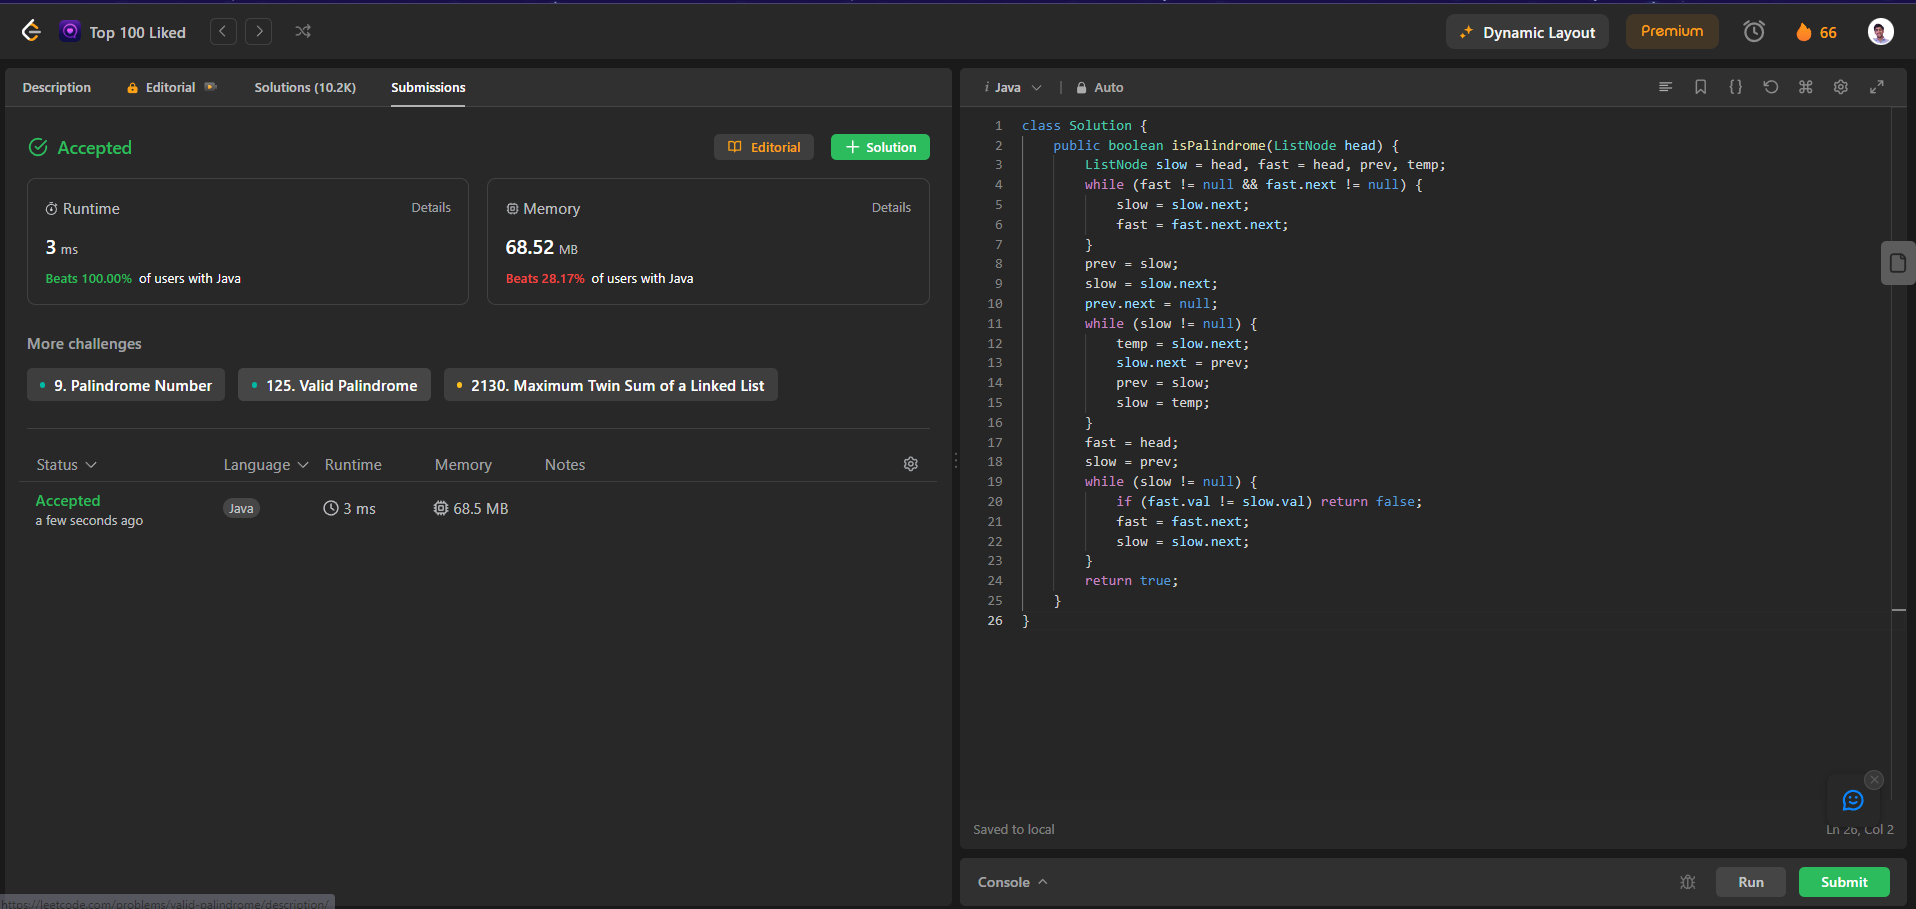 Top 100 Liked
Dynamic Layout
Premium
66
Description
Editorial
Solutions (10.2K)
Submissions
Accepted
Editorial
Solution
Runtime
Details
3 ms
Beats 100.00% of users with Java
Memory
Details
68.52 MB
Beats 28.17% of users with Java
More challenges
9. Palindrome Number
125. Valid Palindrome
2130. Maximum Twin Sum of a Linked List
Status Language Runtime Memory Notes
Accepted
a few seconds ago
Java
3 ms
68.5 MB
https://leetcode.com/problems/valid-palindrome/description/
i Java | Auto
1 class Solution {
2 public boolean isPalindrome(ListNode head) {
3 ListNode slow = head, fast = head, prev, temp;
4 while (fast != null && fast.next != null) {
5 slow = slow.next;
6 fast = fast.next.next;
7 }
8 prev = slow;
9 slow = slow.next;
10 prev.next = null;
11 while (slow != null) {
12 temp = slow.next;
13 slow.next = prev;
14 prev = slow;
15 slow = temp;
16 }
17 fast = head;
18 slow = prev;
19 while (slow != null) {
20 if (fast.val != slow.val) return false;
21 fast = fast.next;
22 slow = slow.next;
23 }
24 return true;
25 }
26 }
Saved to local
Ln 26, Col 2
Console
Run
Submit